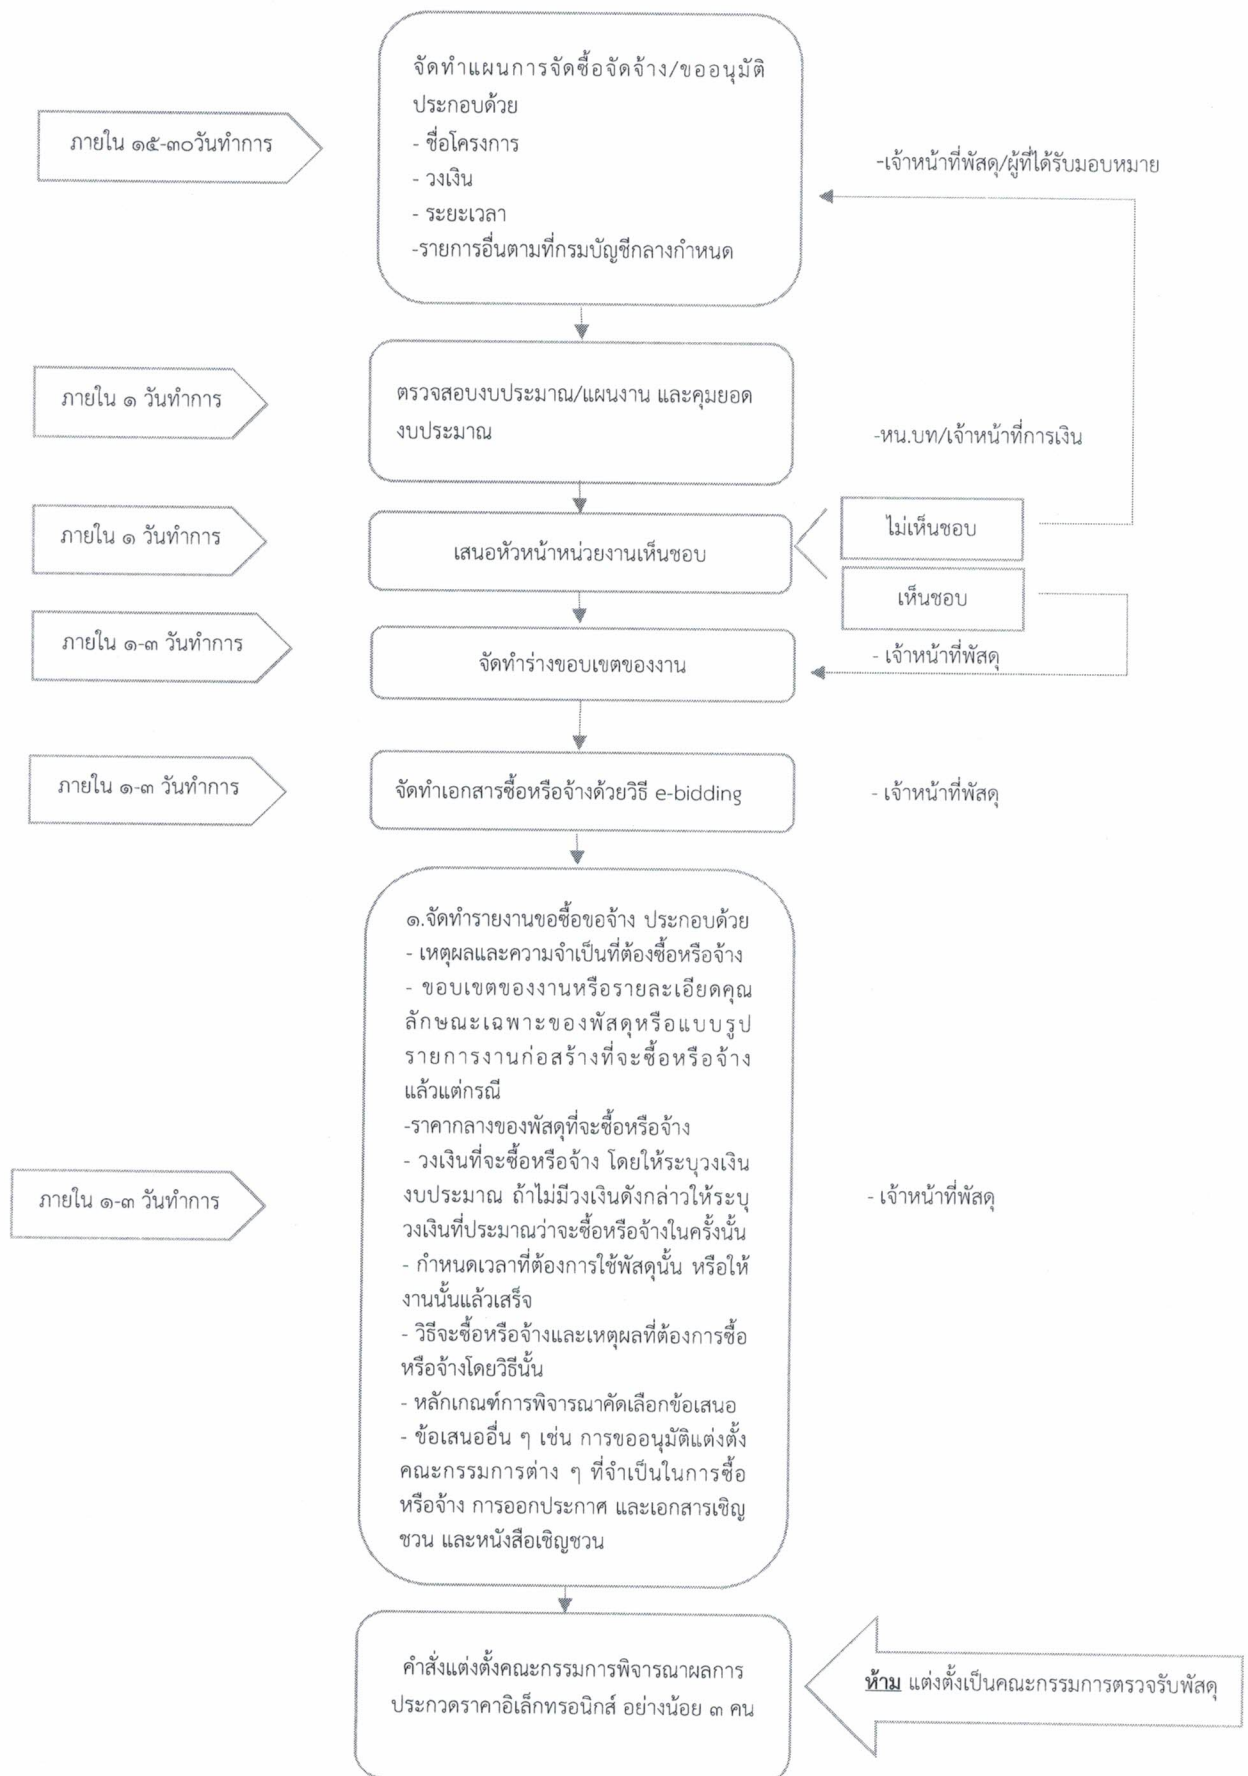 จัดทำแผนการจัดซื้อจัดจ้าง/ขออนุมัติ
ประกอบด้วย
- ชื่อโครงการ
- วงเงิน
- ระยะเวลา
-รายการอื่นตามที่กรมบัญชีกลางกำหนด
ภายใน ๑๕-๓๐วันทำการ
-เจ้าหน้าที่พัสดุ/ผู้ที่ได้รับมอบหมาย
ภายใน ๑ วันทำการ
ตรวจสอบงบประมาณ/แผนงาน และคุมยอด
งบประมาณ
-หน.บท/เจ้าหน้าที่การเงิน
ภายใน ๑ วันทำการ
เสนอหัวหน้าหน่วยงานเห็นชอบ
ไม่เห็นชอบ
เห็นชอบ
ภายใน ๑-๓ วันทำการ
จัดทำร่างขอบเขตของงาน
- เจ้าหน้าที่พัสดุ
ภายใน ๑-๓ วันทำการ
จัดทำเอกสารซื้อหรือจ้างด้วยวิธี e-bidding
- เจ้าหน้าที่พัสดุ
๑.จัดทำรายงานขอซื้อขอจ้าง ประกอบด้วย
- เหตุผลและความจำเป็นที่ต้องซื้อหรือจ้าง
- ขอบเขตของงานหรือรายละเอียดคุณ
ลักษณะเฉพาะของพัสดุหรือแบบรูป
รายการงานก่อสร้างที่จะซื้อหรือจ้าง
แล้วแต่กรณี
-ราคากลางของพัสดุที่จะซื้อหรือจ้าง
- วงเงินที่จะซื้อหรือจ้าง โดยให้ระบุวงเงิน
งบประมาณ ถ้าไม่มีวงเงินดังกล่าวให้ระบุ
วงเงินที่ประมาณว่าจะซื้อหรือจ้างในครั้งนั้น
- กำหนดเวลาที่ต้องการใช้พัสดุนั้น หรือให้
งานนั้นแล้วเสร็จ
- วิธีจะซื้อหรือจ้างและเหตุผลที่ต้องการซื้อ
หรือจ้างโดยวิธีนั้น
- หลักเกณฑ์การพิจารณาคัดเลือกข้อเสนอ
- ข้อเสนออื่น ๆ เช่น การขออนุมัติแต่งตั้ง
คณะกรรมการต่าง ๆ ที่จำเป็นในการซื้อ
หรือจ้าง การออกประกาศ และเอกสารเชิญ
ชวน และหนังสือเชิญชวน
ภายใน ๑-๓ วันทำการ
- เจ้าหน้าที่พัสดุ
คำสั่งแต่งตั้งคณะกรรมการพิจารณาผลการ
ประกวดราคาอิเล็กทรอนิกส์ อย่างน้อย ๓ คน
ห้าม แต่งตั้งเป็นคณะกรรมการตรวจรับพัสดุ